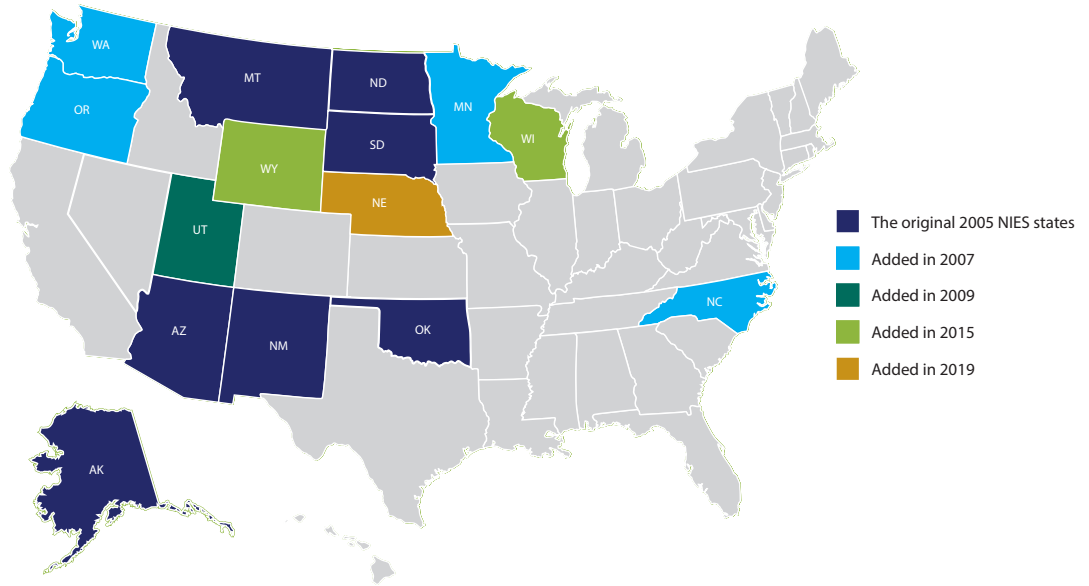 WA
MT
ND
OR
MN
SD
WI
WY
NE
UT
NC
AZ
NM
OK
AK
The original 2005 NIES states
Added in 2007
Added in 2009
Added in 2015
Added in 2019